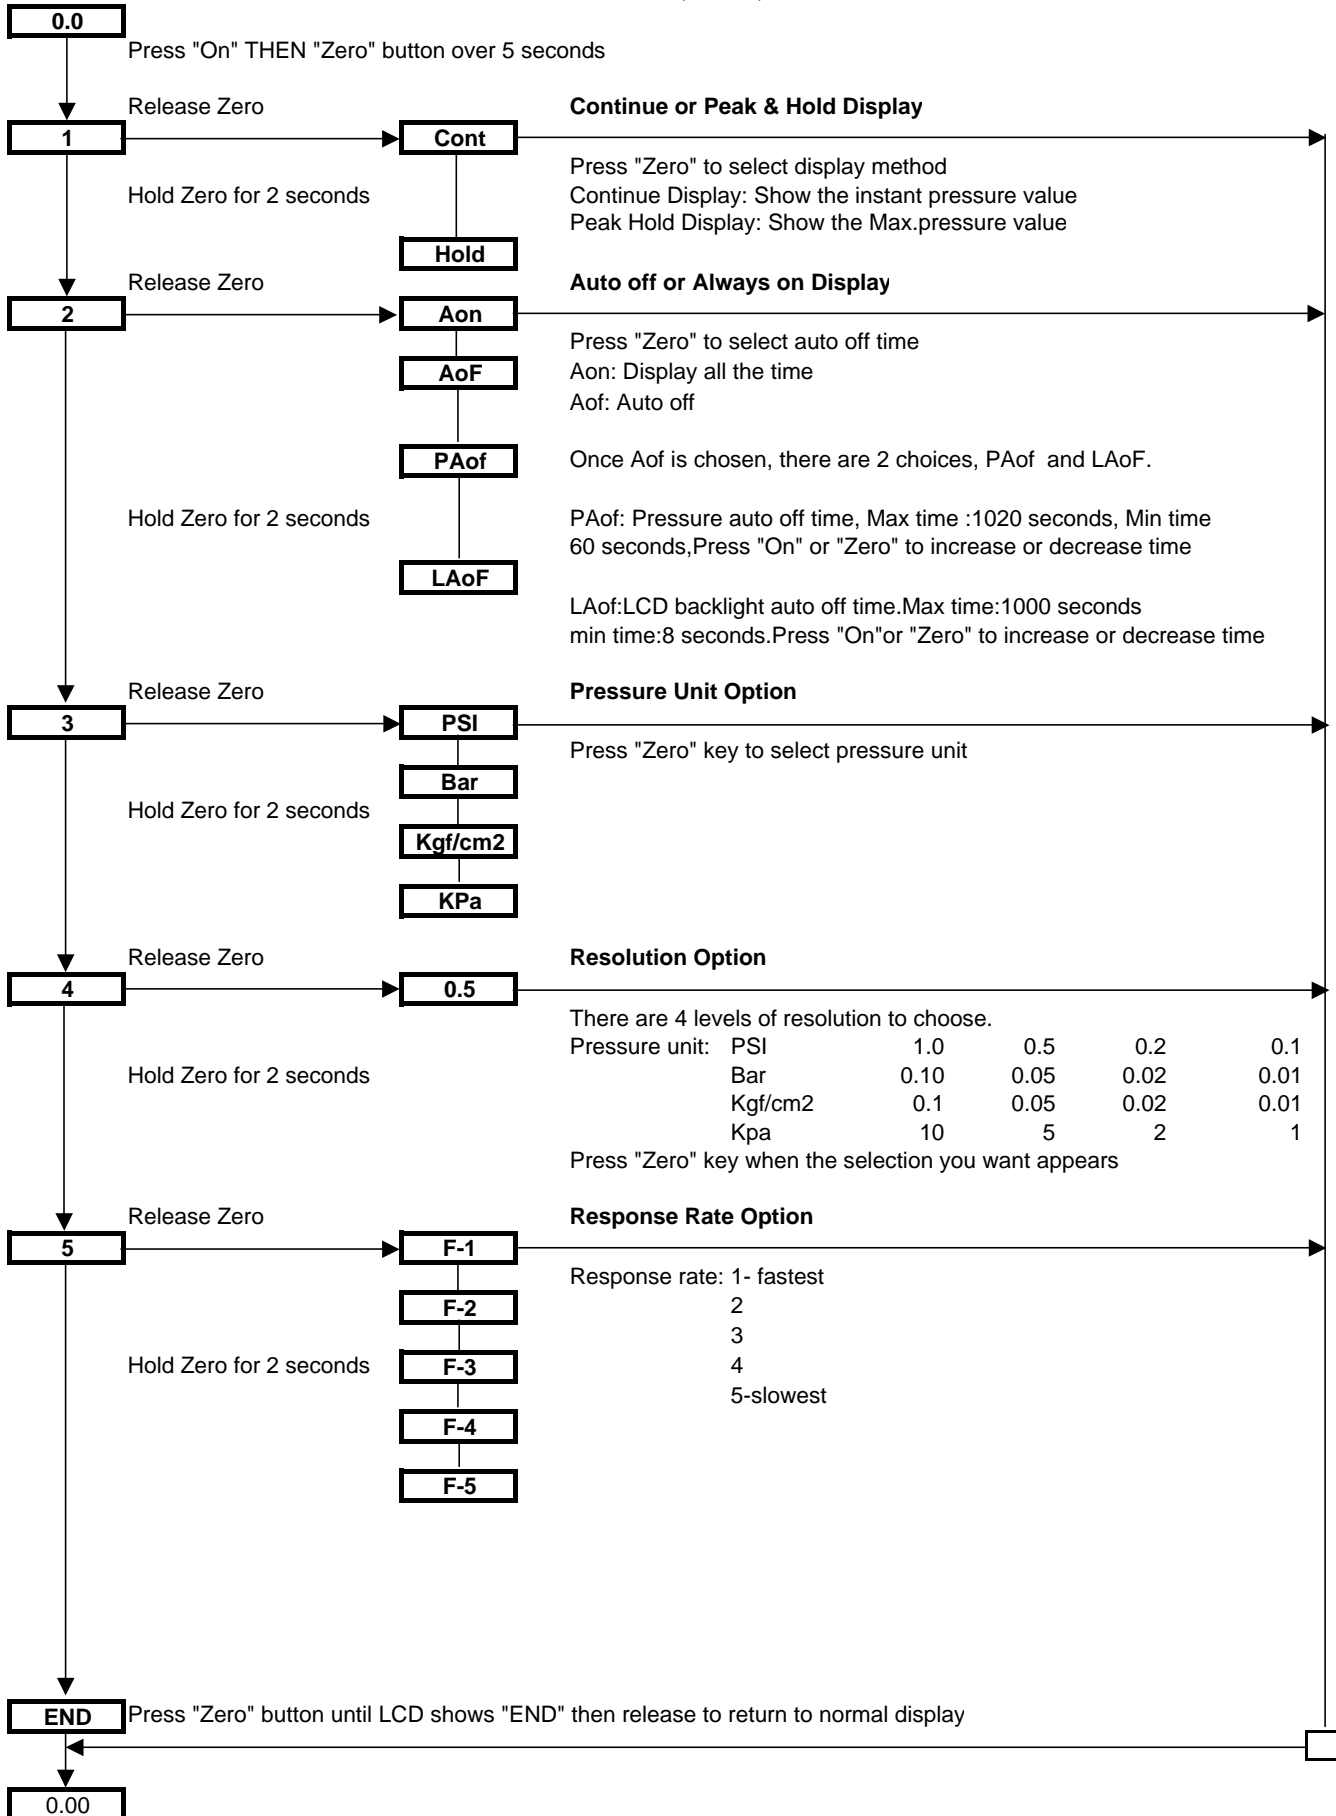 0.0
Press "On" THEN "Zero" button over 5 seconds
Release Zero
Continue or Peak & Hold Display
1
Cont
Press "Zero" to select display method
Hold Zero for 2 seconds
Continue Display: Show the instant pressure value
Peak Hold Display: Show the Max.pressure value
Hold
Release Zero
Auto off or Always on Display
2
Aon
Press "Zero" to select auto off time
AoF
Aon: Display all the time
Aof: Auto off
PAof
Once Aof is chosen, there are 2 choices, PAof and LAoF.
Hold Zero for 2 seconds
PAof: Pressure auto off time, Max time :1020 seconds, Min time
60 seconds,Press "On" or "Zero" to increase or decrease time
LAoF
LAof:LCD backlight auto off time.Max time:1000 seconds
min time:8 seconds.Press "On"or "Zero" to increase or decrease time
Release Zero
Pressure Unit Option
3
PSI
Press "Zero" key to select pressure unit
Bar
Hold Zero for 2 seconds
Kgf/cm2
KPa
Release Zero
Resolution Option
4
0.5
There are 4 levels of resolution to choose.
Pressure unit: PSI 1.0 0.5 0.2 0.1
Hold Zero for 2 seconds
Bar 0.10 0.05 0.02 0.01
Kgf/cm2 0.1 0.05 0.02 0.01
Kpa 10 5 2 1
Press "Zero" key when the selection you want appears
Release Zero
Response Rate Option
5
F-1
Response rate: 1- fastest
F-2
2
3
Hold Zero for 2 seconds
F-3
4
5-slowest
F-4
F-5
END
Press "Zero" button until LCD shows "END" then release to return to normal display
0.00